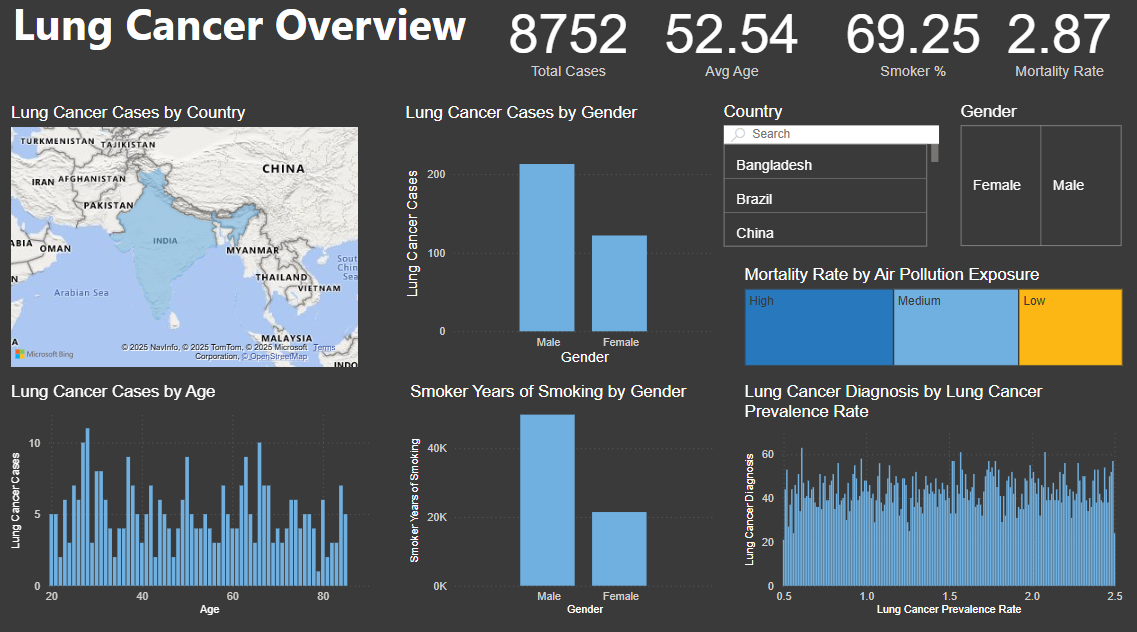 Lung Cancer Overview
8752
Total Cases
52.54
Avg Age
69.25
Smoker %
2.87
Mortality Rate
Lung Cancer Cases by Country
TURKMENISTAN
TAJIKISTAN
CHINA
IRAN
AFGHANISTAN
PAKISTAN
INDIA
ABIA
OMAN
MYANMAR
THAILAND
VIETNAM
South
Chin
Sea
N
Arabian Sea
MALAYSIA
A
INDO
Microsoft Bing
© 2025 NavInfo, © 2025 TomTom, © 2025 Microsoft Terms
Corporation, © OpenStreetMap
Lung Cancer Cases by Gender
Lung Cancer Cases
200
100
0
Male
Female
Gender
Country
Search
Bangladesh
Brazil
China
Gender
Female
Male
Mortality Rate by Air Pollution Exposure
High
Medium
Low
Lung Cancer Cases by Age
Lung Cancer Cases
10
5
0
20
40
60
80
Age
Smoker Years of Smoking by Gender
Smoker Years of Smoking
40K
20K
0K
Male
Female
Gender
Lung Cancer Diagnosis by Lung Cancer
Prevalence Rate
Lung Cancer Diagnosis
60
40
20
0
0.5
1.0
1.5
2.0
2.5
Lung Cancer Prevalence Rate